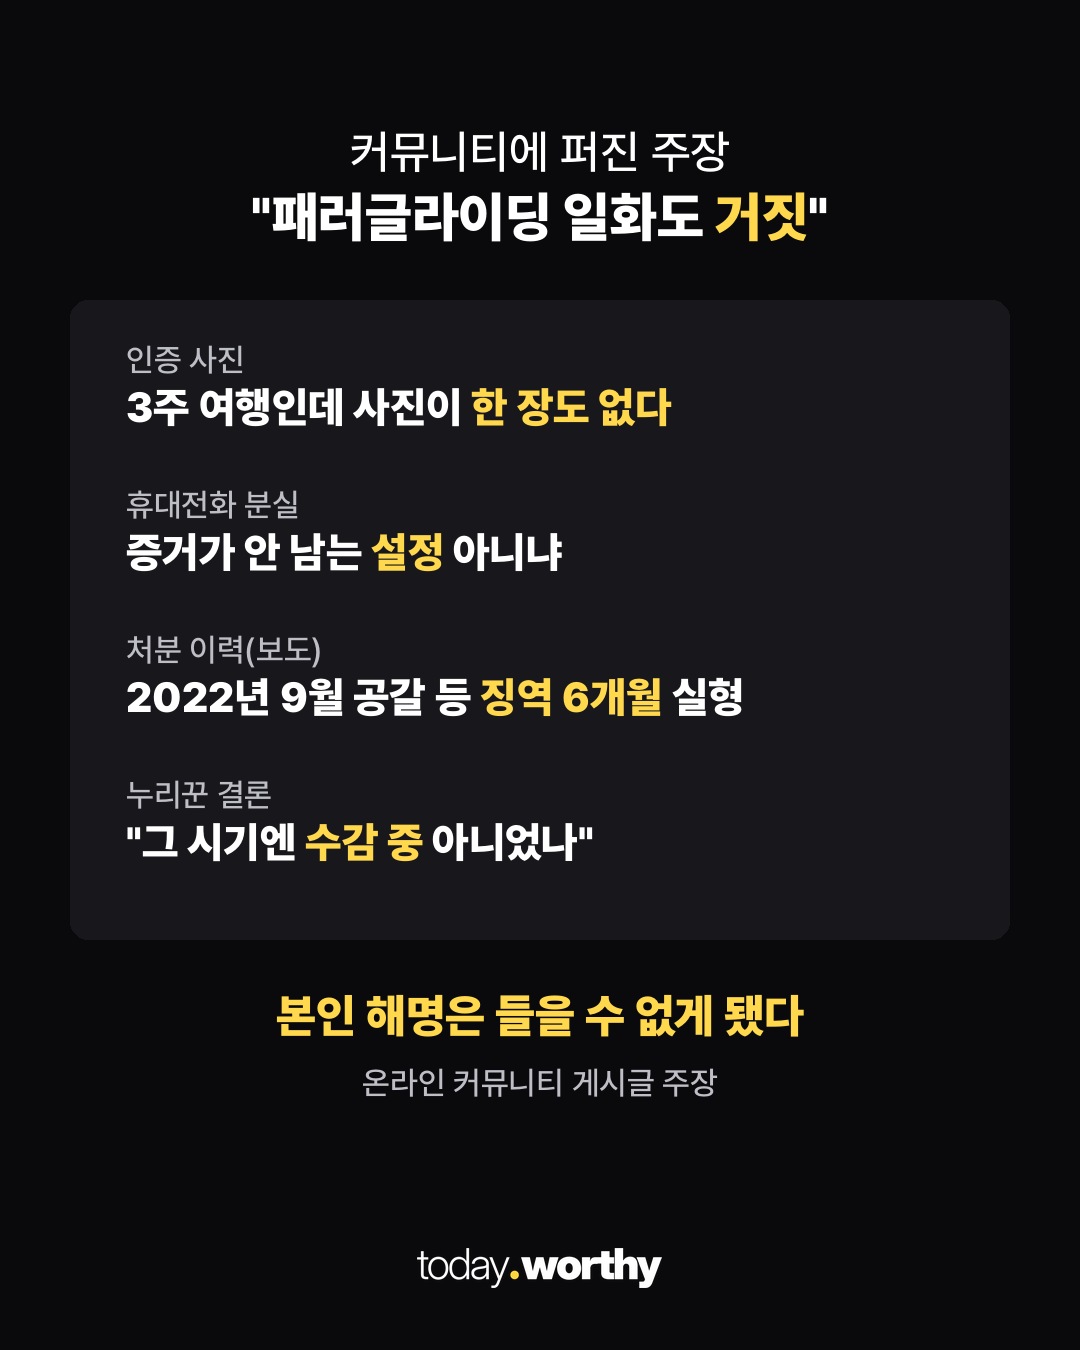 커뮤니티에 퍼진 주장
"패러글라이딩 일화도 거짓"
인증 사진
3주 여행인데 사진이 한 장도 없다
휴대전화 분실
증거가 안 남는 설정 아니냐
처분 이력(보도)
2022년 9월 공갈 등 징역 6개월 실형
누리꾼 결론
"그 시기엔 수감 중 아니었나"
본인 해명은 들을 수 없게 됐다
온라인 커뮤니티 게시글 주장
today.worthy